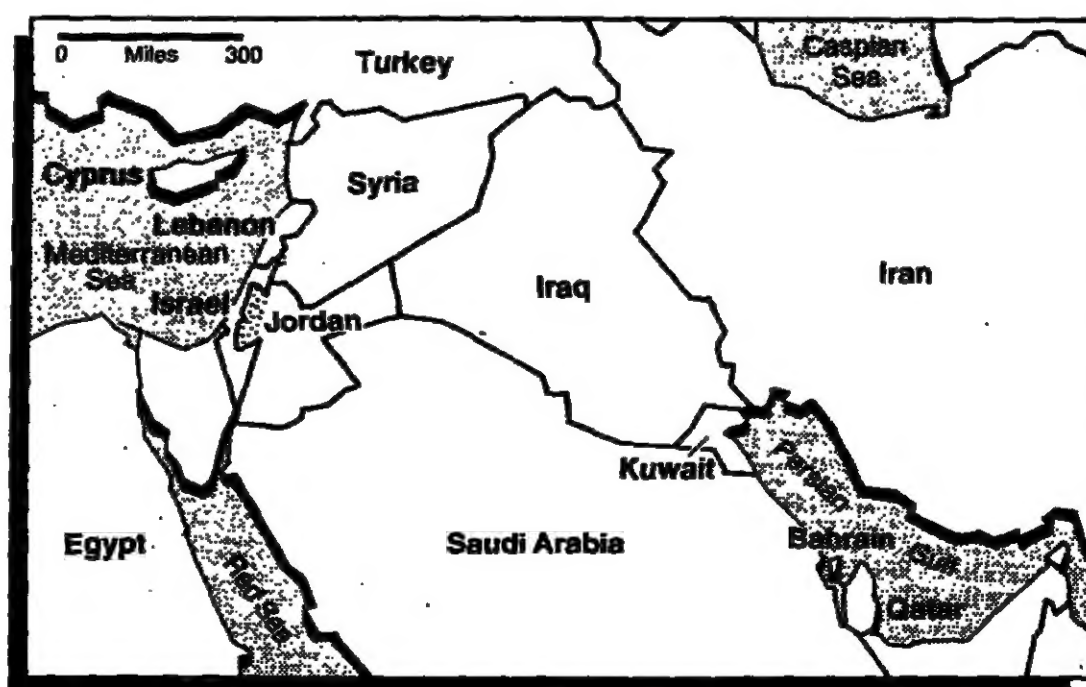 0 Miles 300
Turkey
Caspian
Sea
Cyprus
Syria
Lebanon
Mediterranean
Sea
Iraq
Iran
Israel
Jordan
Kuwait
Persian
Gulf
Egypt
Saudi Arabia
Bahrain
Qatar
Red Sea